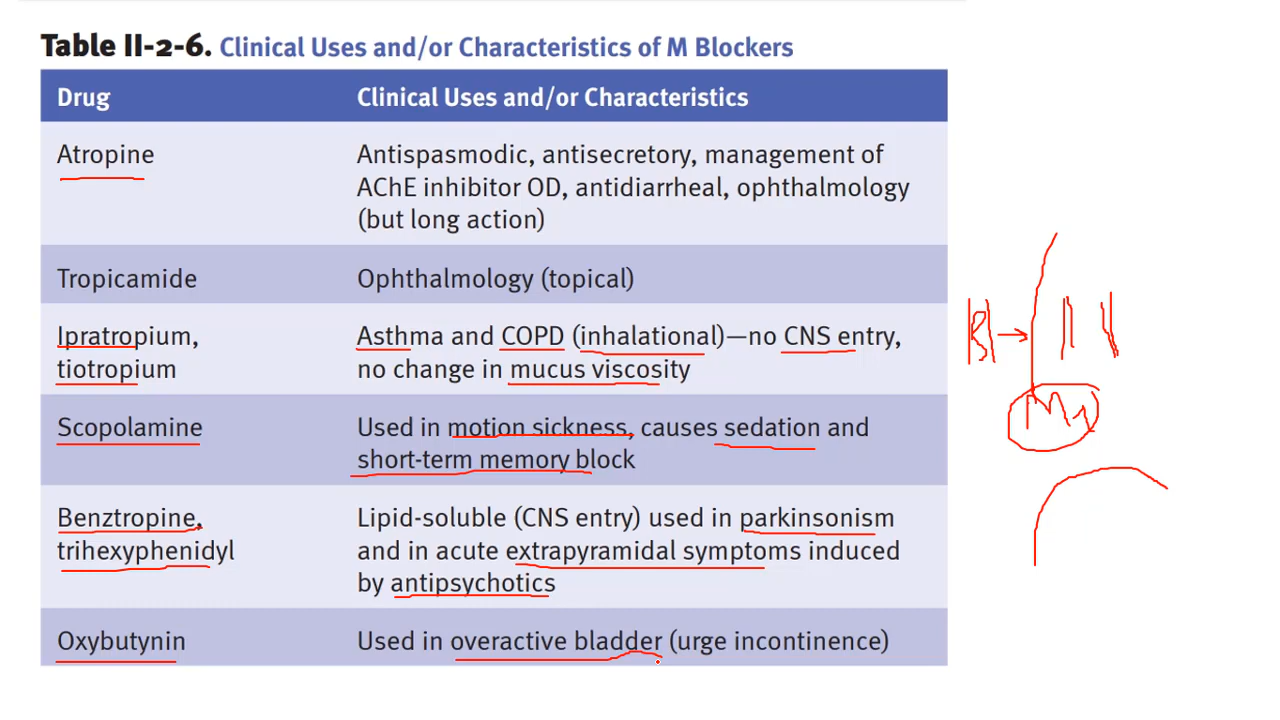 Table II-2-6. Clinical Uses and/or Characteristics of M Blockers
Drug
Clinical Uses and/or Characteristics
Atropine
Antispasmodic, antisecretory, management of
AChE inhibitor OD, antidiarrheal, ophthalmology
(but long action)
Tropicamide
Ophthalmology (topical)
Ipratropium,
tiotropium
Asthma and COPD (inhalational)—no CNS entry,
no change in mucus viscosity
Scopolamine
Used in motion sickness, causes sedation and
short-term memory block
Benztropine,
trihexyphenidyl
Lipid-soluble (CNS entry) used in parkinsonism
and in acute extrapyramidal symptoms induced
by antipsychotics
Oxybutynin
Used in overactive bladder (urge incontinence)
M1